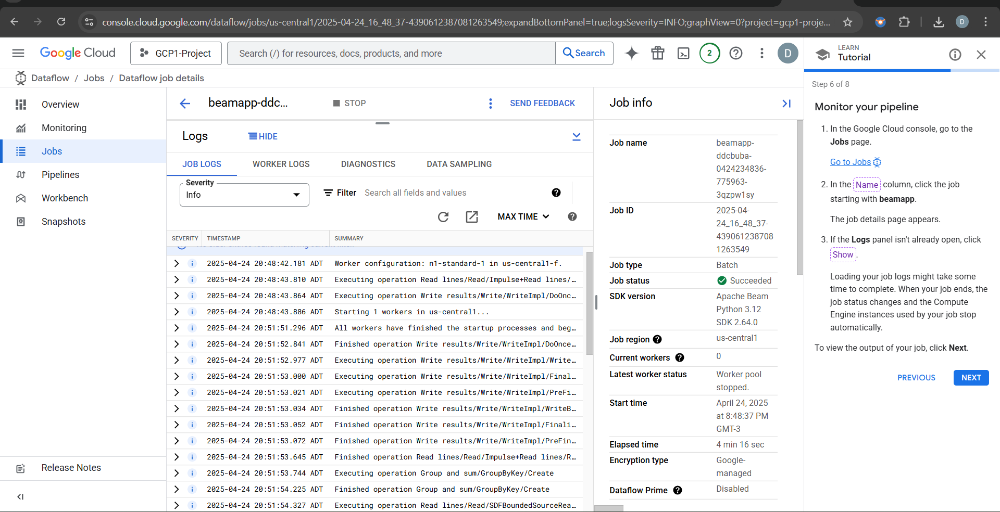 console.cloud.google.com/dataflow/jobs/us-central1/2025-04-24_16_48_37-4390612387081263549;expandBottomPanel=true;logsSeverity=INFO;graphView=0?project=gcp1-proje...
D
Google Cloud
GCP1-Project
Search (/) for resources, docs, products, and more
Search
2
D
Dataflow / Jobs / Dataflow job details
Overview
Monitoring
Jobs
Pipelines
Workbench
Snapshots
Release Notes
beamapp-ddc...
STOP
SEND FEEDBACK
Logs
HIDE
JOB LOGS
WORKER LOGS
DIAGNOSTICS
DATA SAMPLING
Severity
Info
Filter
Search all fields and values
MAX TIME
SEVERITY TIMESTAMP SUMMARY
No older entries found matching current filter.
2025-04-24 20:48:42.181 ADT Worker configuration: n1-standard-1 in us-central1-f.
2025-04-24 20:48:43.810 ADT Executing operation Read lines/Read/Impulse+Read lines/…
2025-04-24 20:48:43.864 ADT Executing operation Write results/Write/WriteImpl/DoOnc…
2025-04-24 20:48:43.886 ADT Starting 1 workers in us-central1...
2025-04-24 20:51:51.296 ADT All workers have finished the startup processes and beg…
2025-04-24 20:51:52.841 ADT Finished operation Write results/Write/WriteImpl/DoOnce…
2025-04-24 20:51:52.977 ADT Executing operation Write results/Write/WriteImpl/Write…
2025-04-24 20:51:53.000 ADT Executing operation Write results/Write/WriteImpl/Final…
2025-04-24 20:51:53.021 ADT Executing operation Write results/Write/WriteImpl/PreFi…
2025-04-24 20:51:53.034 ADT Finished operation Write results/Write/WriteImpl/WriteB…
2025-04-24 20:51:53.052 ADT Finished operation Write results/Write/WriteImpl/Finali…
2025-04-24 20:51:53.072 ADT Finished operation Write results/Write/WriteImpl/PreFin…
2025-04-24 20:51:53.645 ADT Finished operation Read lines/Read/Impulse+Read lines/R…
2025-04-24 20:51:53.744 ADT Executing operation Group and sum/GroupByKey/Create
2025-04-24 20:51:54.225 ADT Finished operation Group and sum/GroupByKey/Create
2025-04-24 20:51:54.327 ADT Executing operation Read lines/Read/SDFBoundedSourceRea…
Job info
Job name
beamapp-
ddcbuba-
0424234836-
775963-
3qzpw1sy
Job ID
2025-04-
24_16_48_37-
439061238708
1263549
Job type
Batch
Job status
Succeeded
SDK version
Apache Beam
Python 3.12
SDK 2.64.0
Job region
us-central1
Current workers
0
Latest worker status
Worker pool
stopped.
Start time
April 24, 2025
at 8:48:37 PM
GMT-3
Elapsed time
4 min 16 sec
Encryption type
Google-
managed
Dataflow Prime
Disabled
LEARN
Tutorial
Step 6 of 8
Monitor your pipeline
1. In the Google Cloud console, go to the
Jobs page.
Go to Jobs
2. In the Name column, click the job
starting with beamapp.
The job details page appears.
3. If the Logs panel isn't already open, click
Show.
Loading your job logs might take some
time to complete. When your job ends, the
job status changes and the Compute
Engine instances used by your job stop
automatically.
To view the output of your job, click Next.
PREVIOUS
NEXT